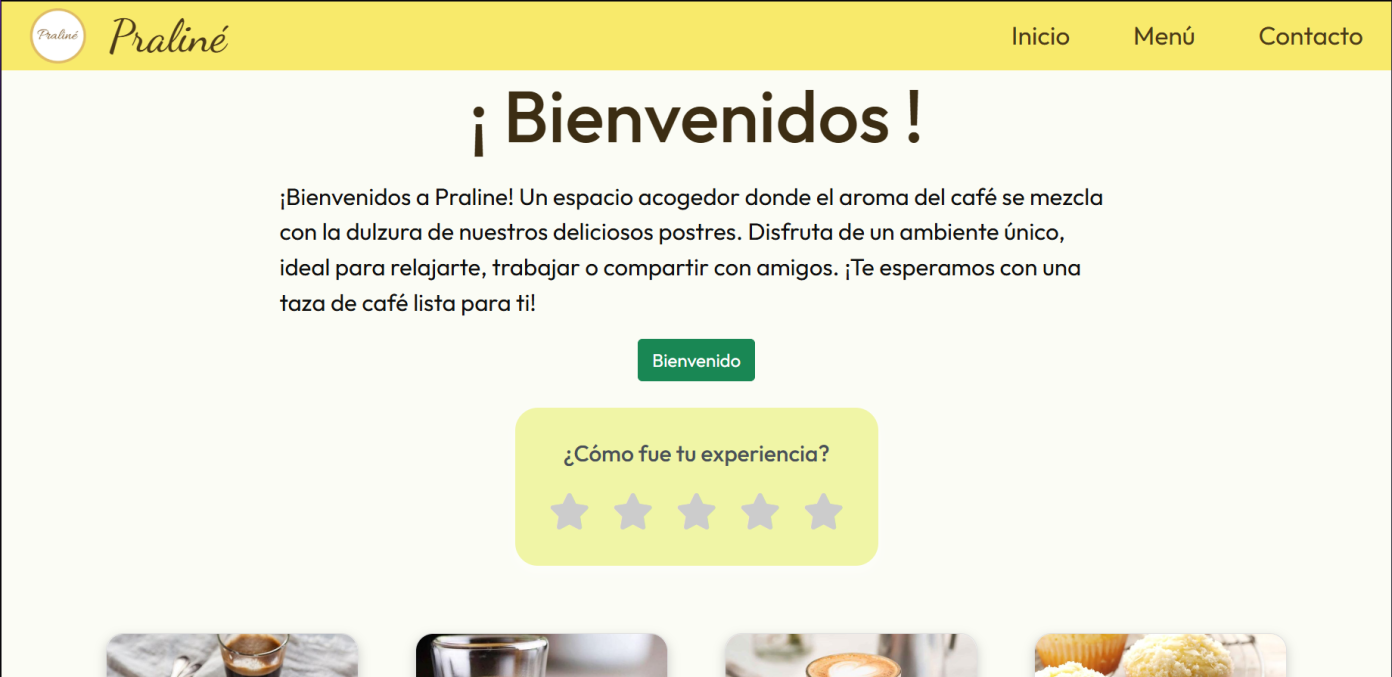 Praliné
Praliné
Inicio
Menú
Contacto
¡ Bienvenidos !
¡Bienvenidos a Praline! Un espacio acogedor donde el aroma del café se mezcla
con la dulzura de nuestros deliciosos postres. Disfruta de un ambiente único,
ideal para relajarte, trabajar o compartir con amigos. ¡Te esperamos con una
taza de café lista para ti!
Bienvenido
¿Cómo fue tu experiencia?